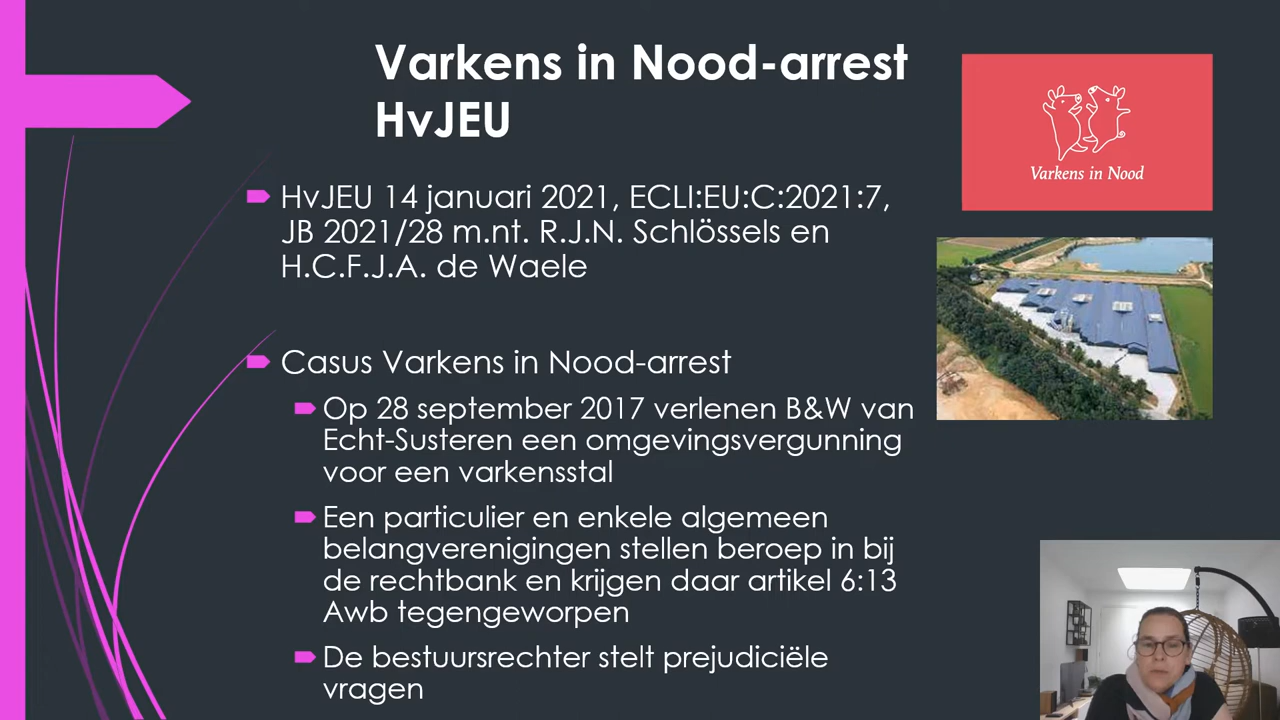 Varkens in Nood-arrest
HvJEU
Varkens in Nood
HvJEU 14 januari 2021, ECLI:EU:C:2021:7,
JB 2021/28 m.nt. R.J.N. Schlössels en
H.C.F.J.A. de Waele
Casus Varkens in Nood-arrest
Op 28 september 2017 verlenen B&W van
Echt-Susteren een omgevingsvergunning
voor een varkensstal
Een particulier en enkele algemeen
belangverenigingen stellen beroep in bij
de rechtbank en krijgen daar artikel 6:13
Awb tegengeworpen
De bestuursrechter stelt prejudiciële
vragen